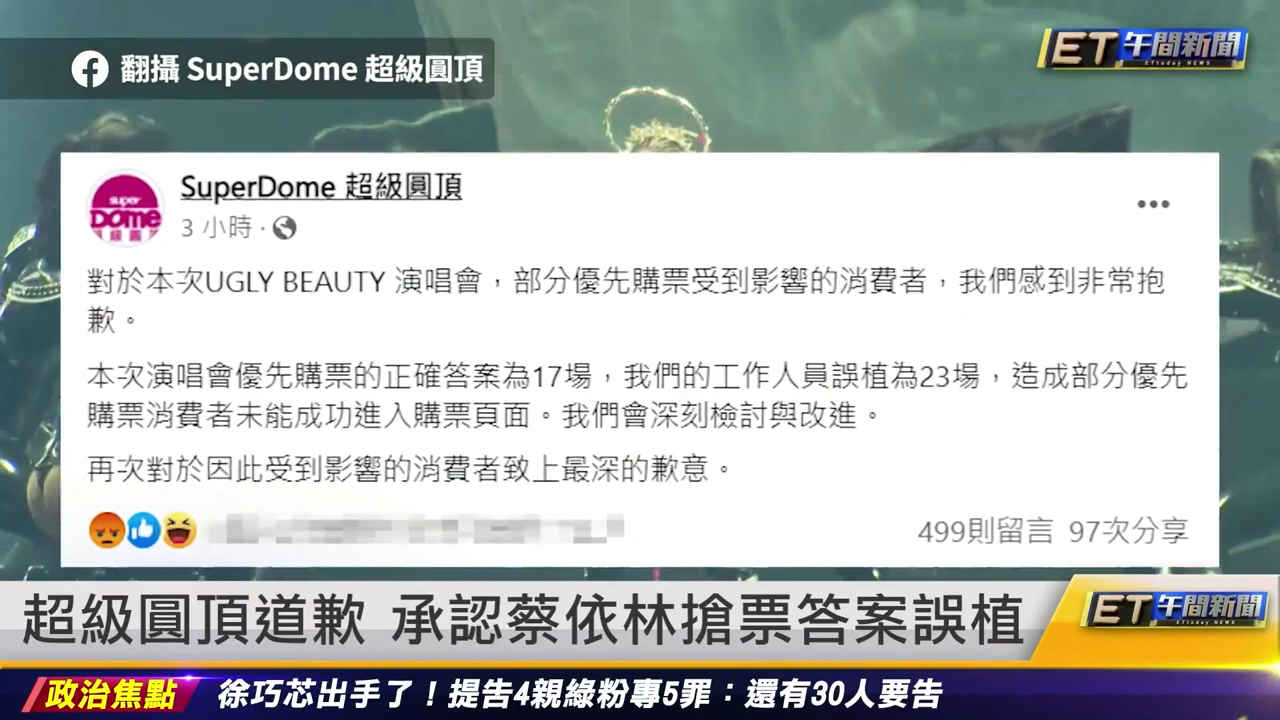 翻攝 SuperDome 超級圓頂
ET午間新聞
ETtoday NEWS
super
DOME
SuperDome 超級圓頂
3 小時
對於本次UGLY BEAUTY 演唱會，部分優先購票受到影響的消費者，我們感到非常抱
歉。
本次演唱會優先購票的正確答案為17場，我們的工作人員誤植為23場，造成部分優先
購票消費者未能成功進入購票頁面。我們會深刻檢討與改進。
再次對於因此受到影響的消費者致上最深的歉意。
499則留言 97次分享
超級圓頂道歉 承認蔡依林搶票答案誤植
ET午間新聞
ETtoday NEWS
政治焦點
徐巧芯出手了！提告4親綠粉專5罪：還有30人要告